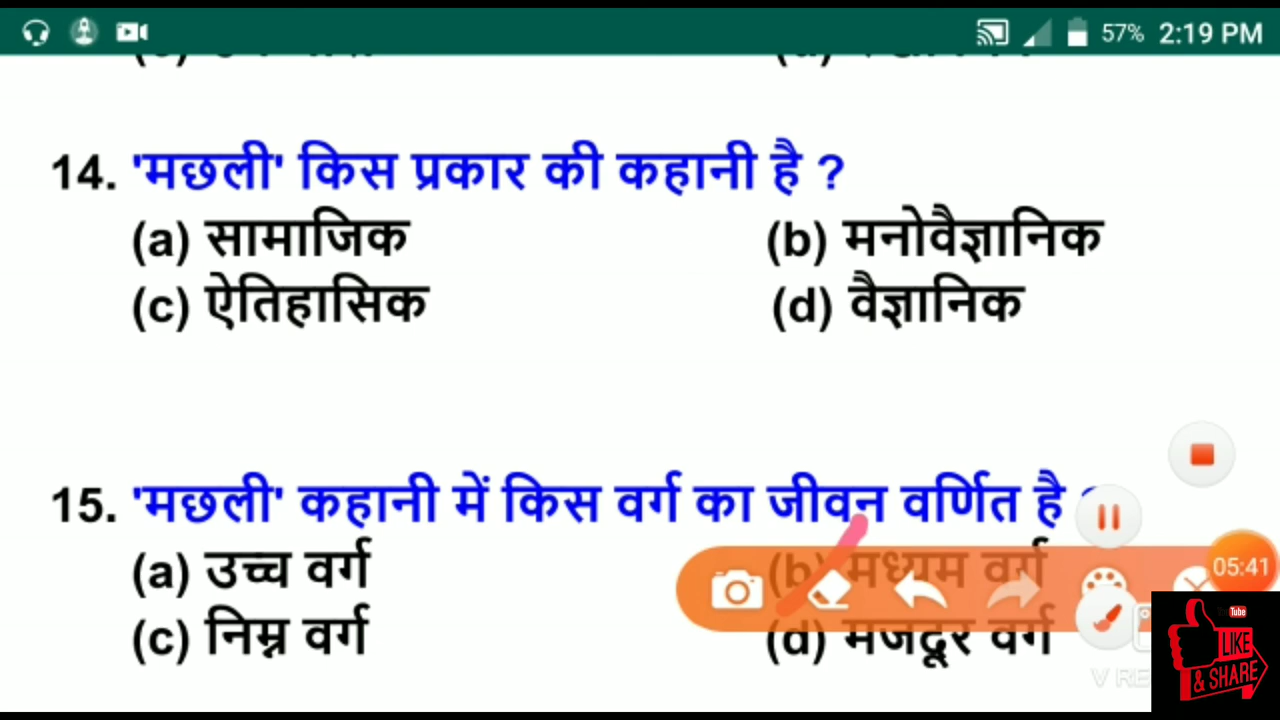 57% 2:19 PM
14. 'मछली' किस प्रकार की कहानी है ?
(a) सामाजिक (b) मनोवैज्ञानिक
(c) ऐतिहासिक (d) वैज्ञानिक
15. 'मछली' कहानी में किस वर्ग का जीवन वर्णित है
(a) उच्च वर्ग (b) मध्यम वर्ग
05:41
(c) निम्न वर्ग (d) मजदूर वर्ग
Tube
LIKE
& SHARE